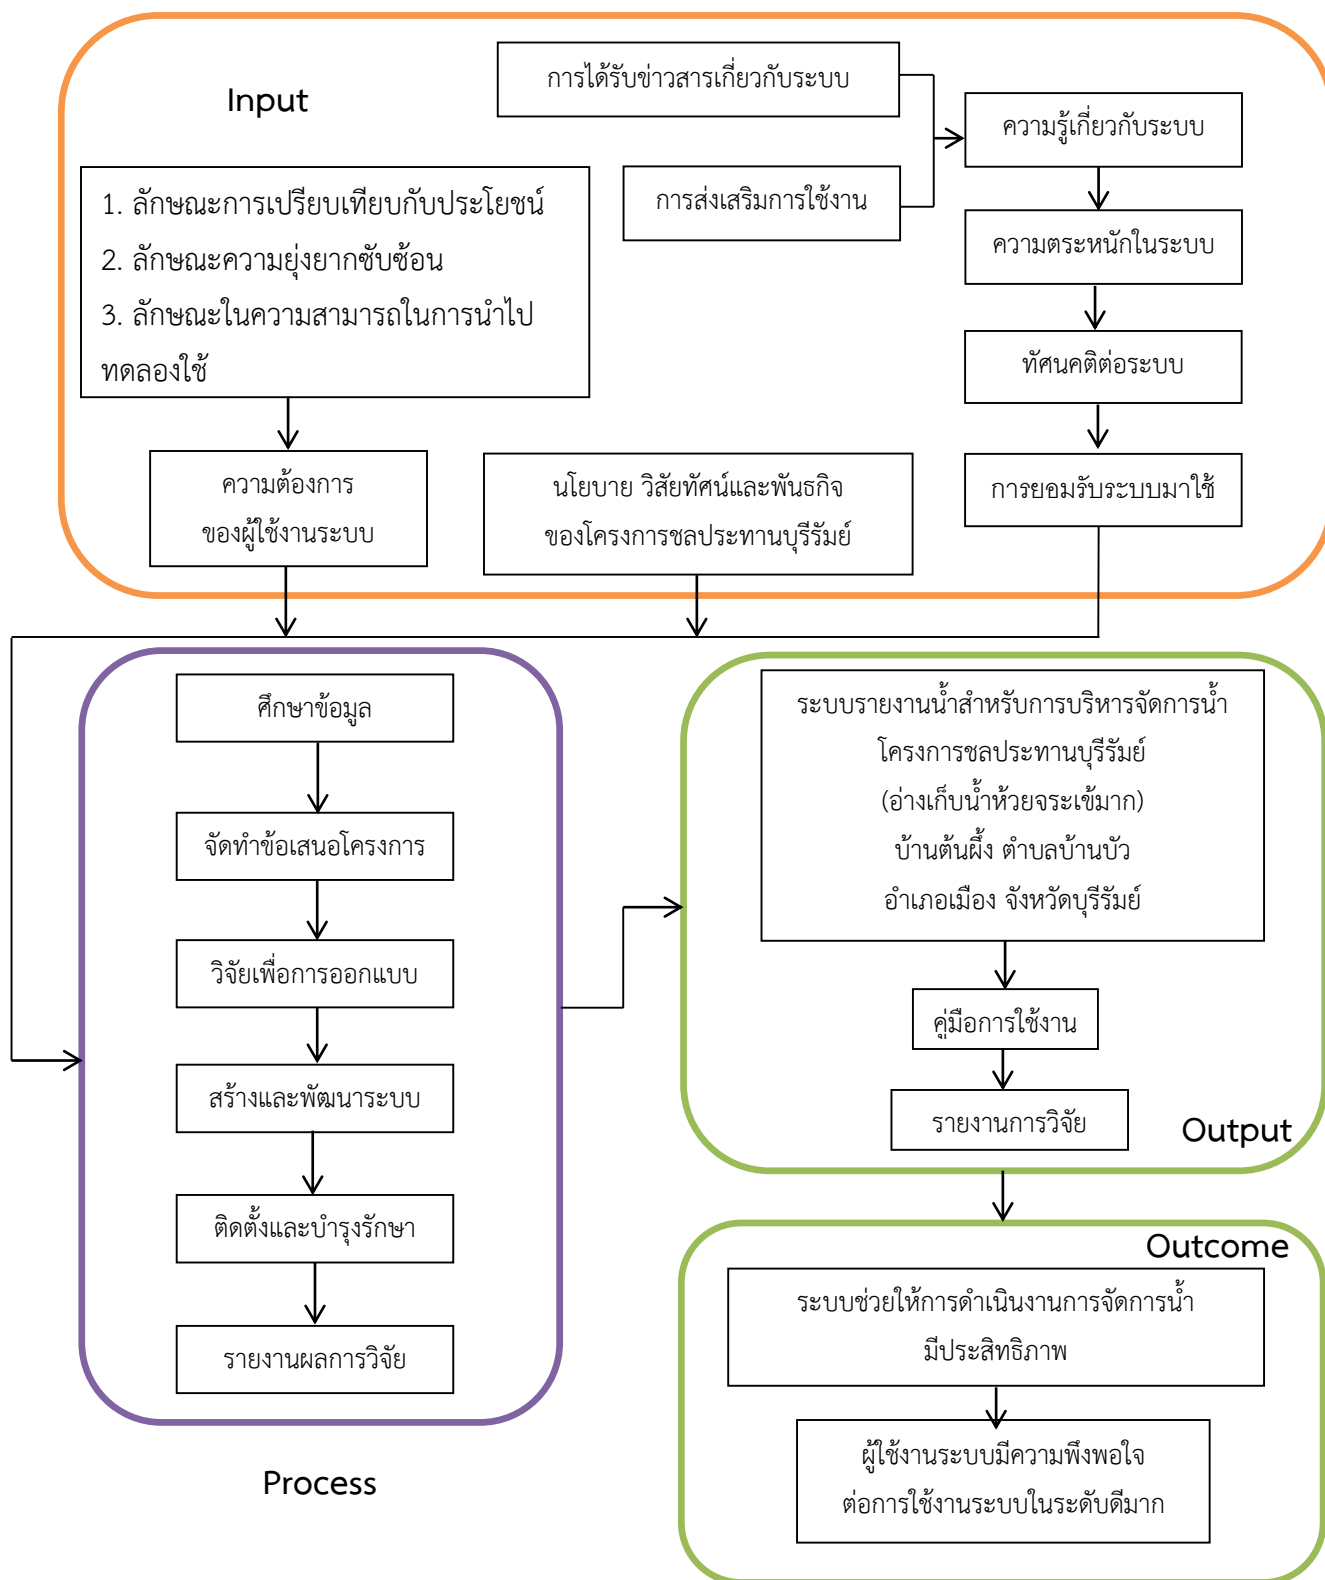 Input
การได้รับข่าวสารเกี่ยวกับระบบ
การส่งเสริมการใช้งาน
ความรู้เกี่ยวกับระบบ
ความตระหนักในระบบ
ทัศนคติต่อระบบ
การยอมรับระบบมาใช้
1. ลักษณะการเปรียบเทียบกับประโยชน์
2. ลักษณะความยุ่งยากซับซ้อน
3. ลักษณะในความสามารถในการนำไป
ทดลองใช้
ความต้องการ
ของผู้ใช้งานระบบ
นโยบาย วิสัยทัศน์และพันธกิจ
ของโครงการชลประทานบุรีรัมย์
ศึกษาข้อมูล
จัดทำข้อเสนอโครงการ
วิจัยเพื่อการออกแบบ
สร้างและพัฒนาระบบ
ติดตั้งและบำรุงรักษา
รายงานผลการวิจัย
Process
ระบบรายงานน้ำสำหรับการบริหารจัดการน้ำ
โครงการชลประทานบุรีรัมย์
(อ่างเก็บน้ำห้วยจระเข้มาก)
บ้านต้นผึ้ง ตำบลบ้านบัว
อำเภอเมือง จังหวัดบุรีรัมย์
คู่มือการใช้งาน
รายงานการวิจัย
Output
Outcome
ระบบช่วยให้การดำเนินงานการจัดการน้ำ
มีประสิทธิภาพ
ผู้ใช้งานระบบมีความพึงพอใจ
ต่อการใช้งานระบบในระดับดีมาก